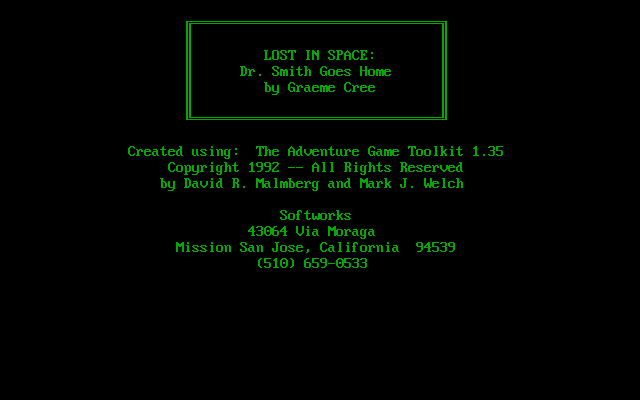 LOST IN SPACE:
Dr. Smith Goes Home
by Graeme Cree
Created using:  The Adventure Game Toolkit 1.35
Copyright 1992 -- All Rights Reserved
by David R. Malmberg and Mark J. Welch
Softworks
43064 Via Moraga
Mission San Jose, California  94539
(510) 659-0533